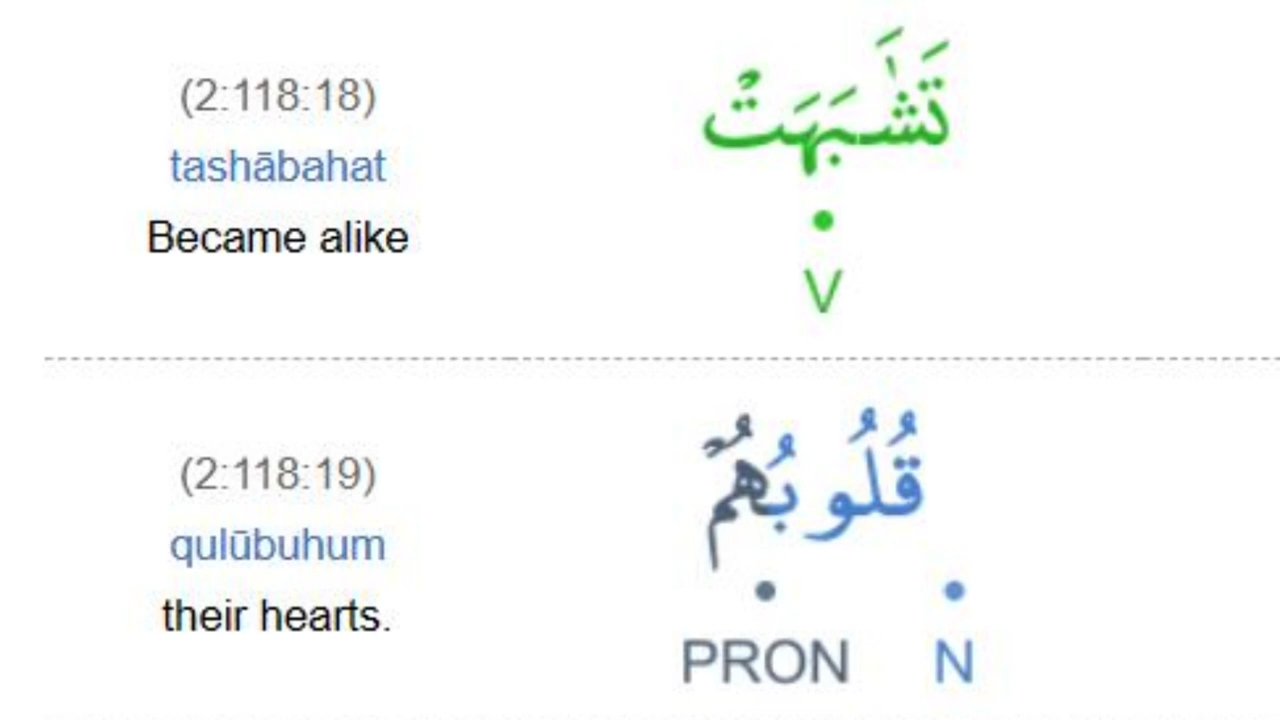 (2:118:18)
tashābahat
Became alike
تَشَٰبَهَتْ
V
(2:118:19)
qulūbuhum
their hearts.
قُلُوبُهُمْ
PRON N